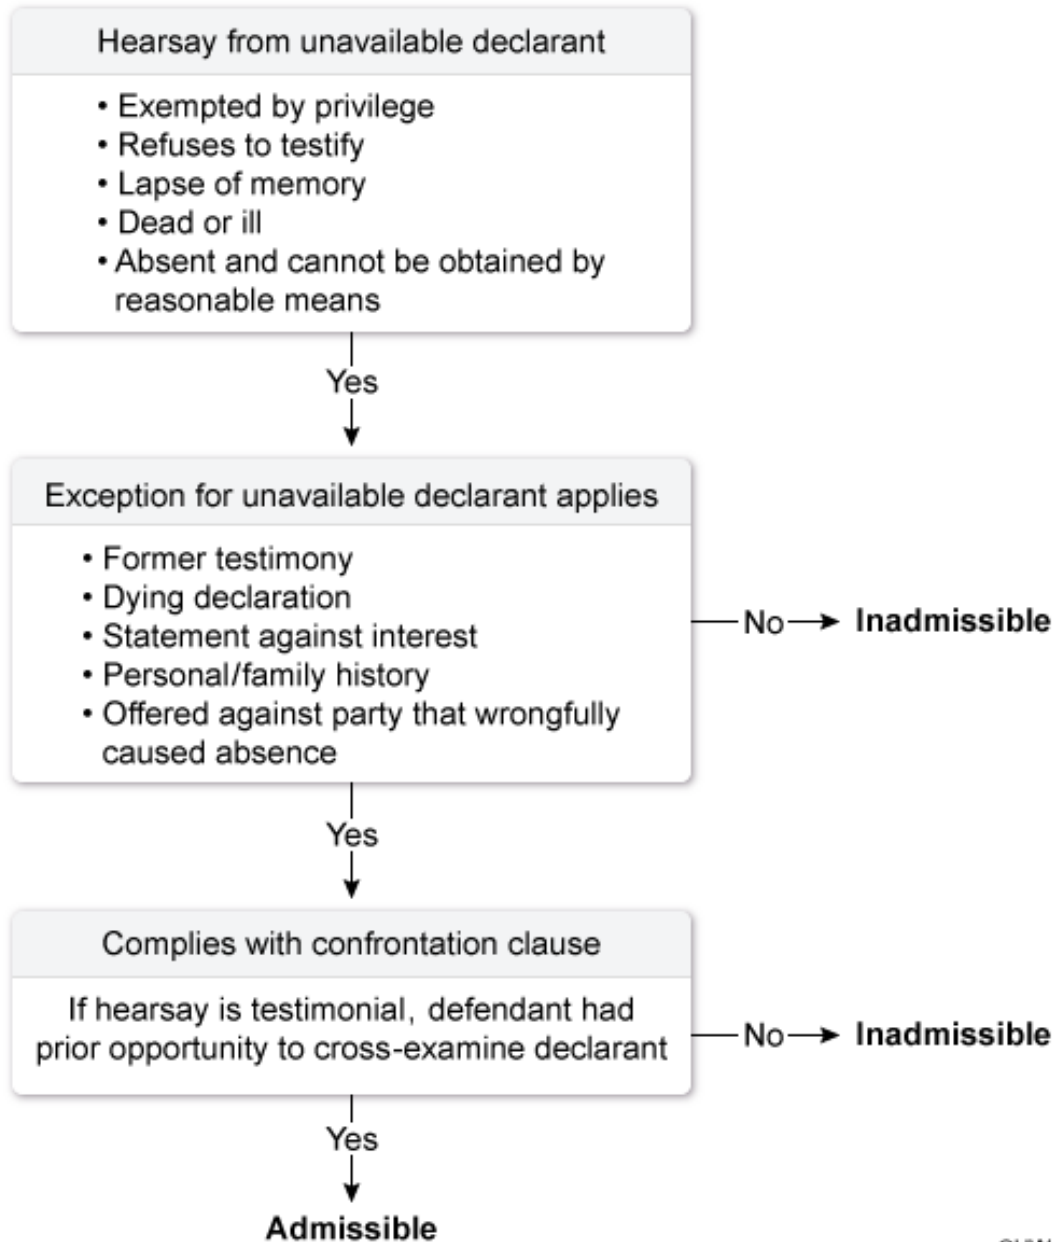 Hearsay from unavailable declarant
• Exempted by privilege
• Refuses to testify
• Lapse of memory
• Dead or ill
• Absent and cannot be obtained by
reasonable means
Yes
Exception for unavailable declarant applies
• Former testimony
• Dying declaration
• Statement against interest
• Personal/family history
• Offered against party that wrongfully
caused absence
No
Inadmissible
Yes
Complies with confrontation clause
If hearsay is testimonial, defendant had
prior opportunity to cross-examine declarant
No
Inadmissible
Yes
Admissible